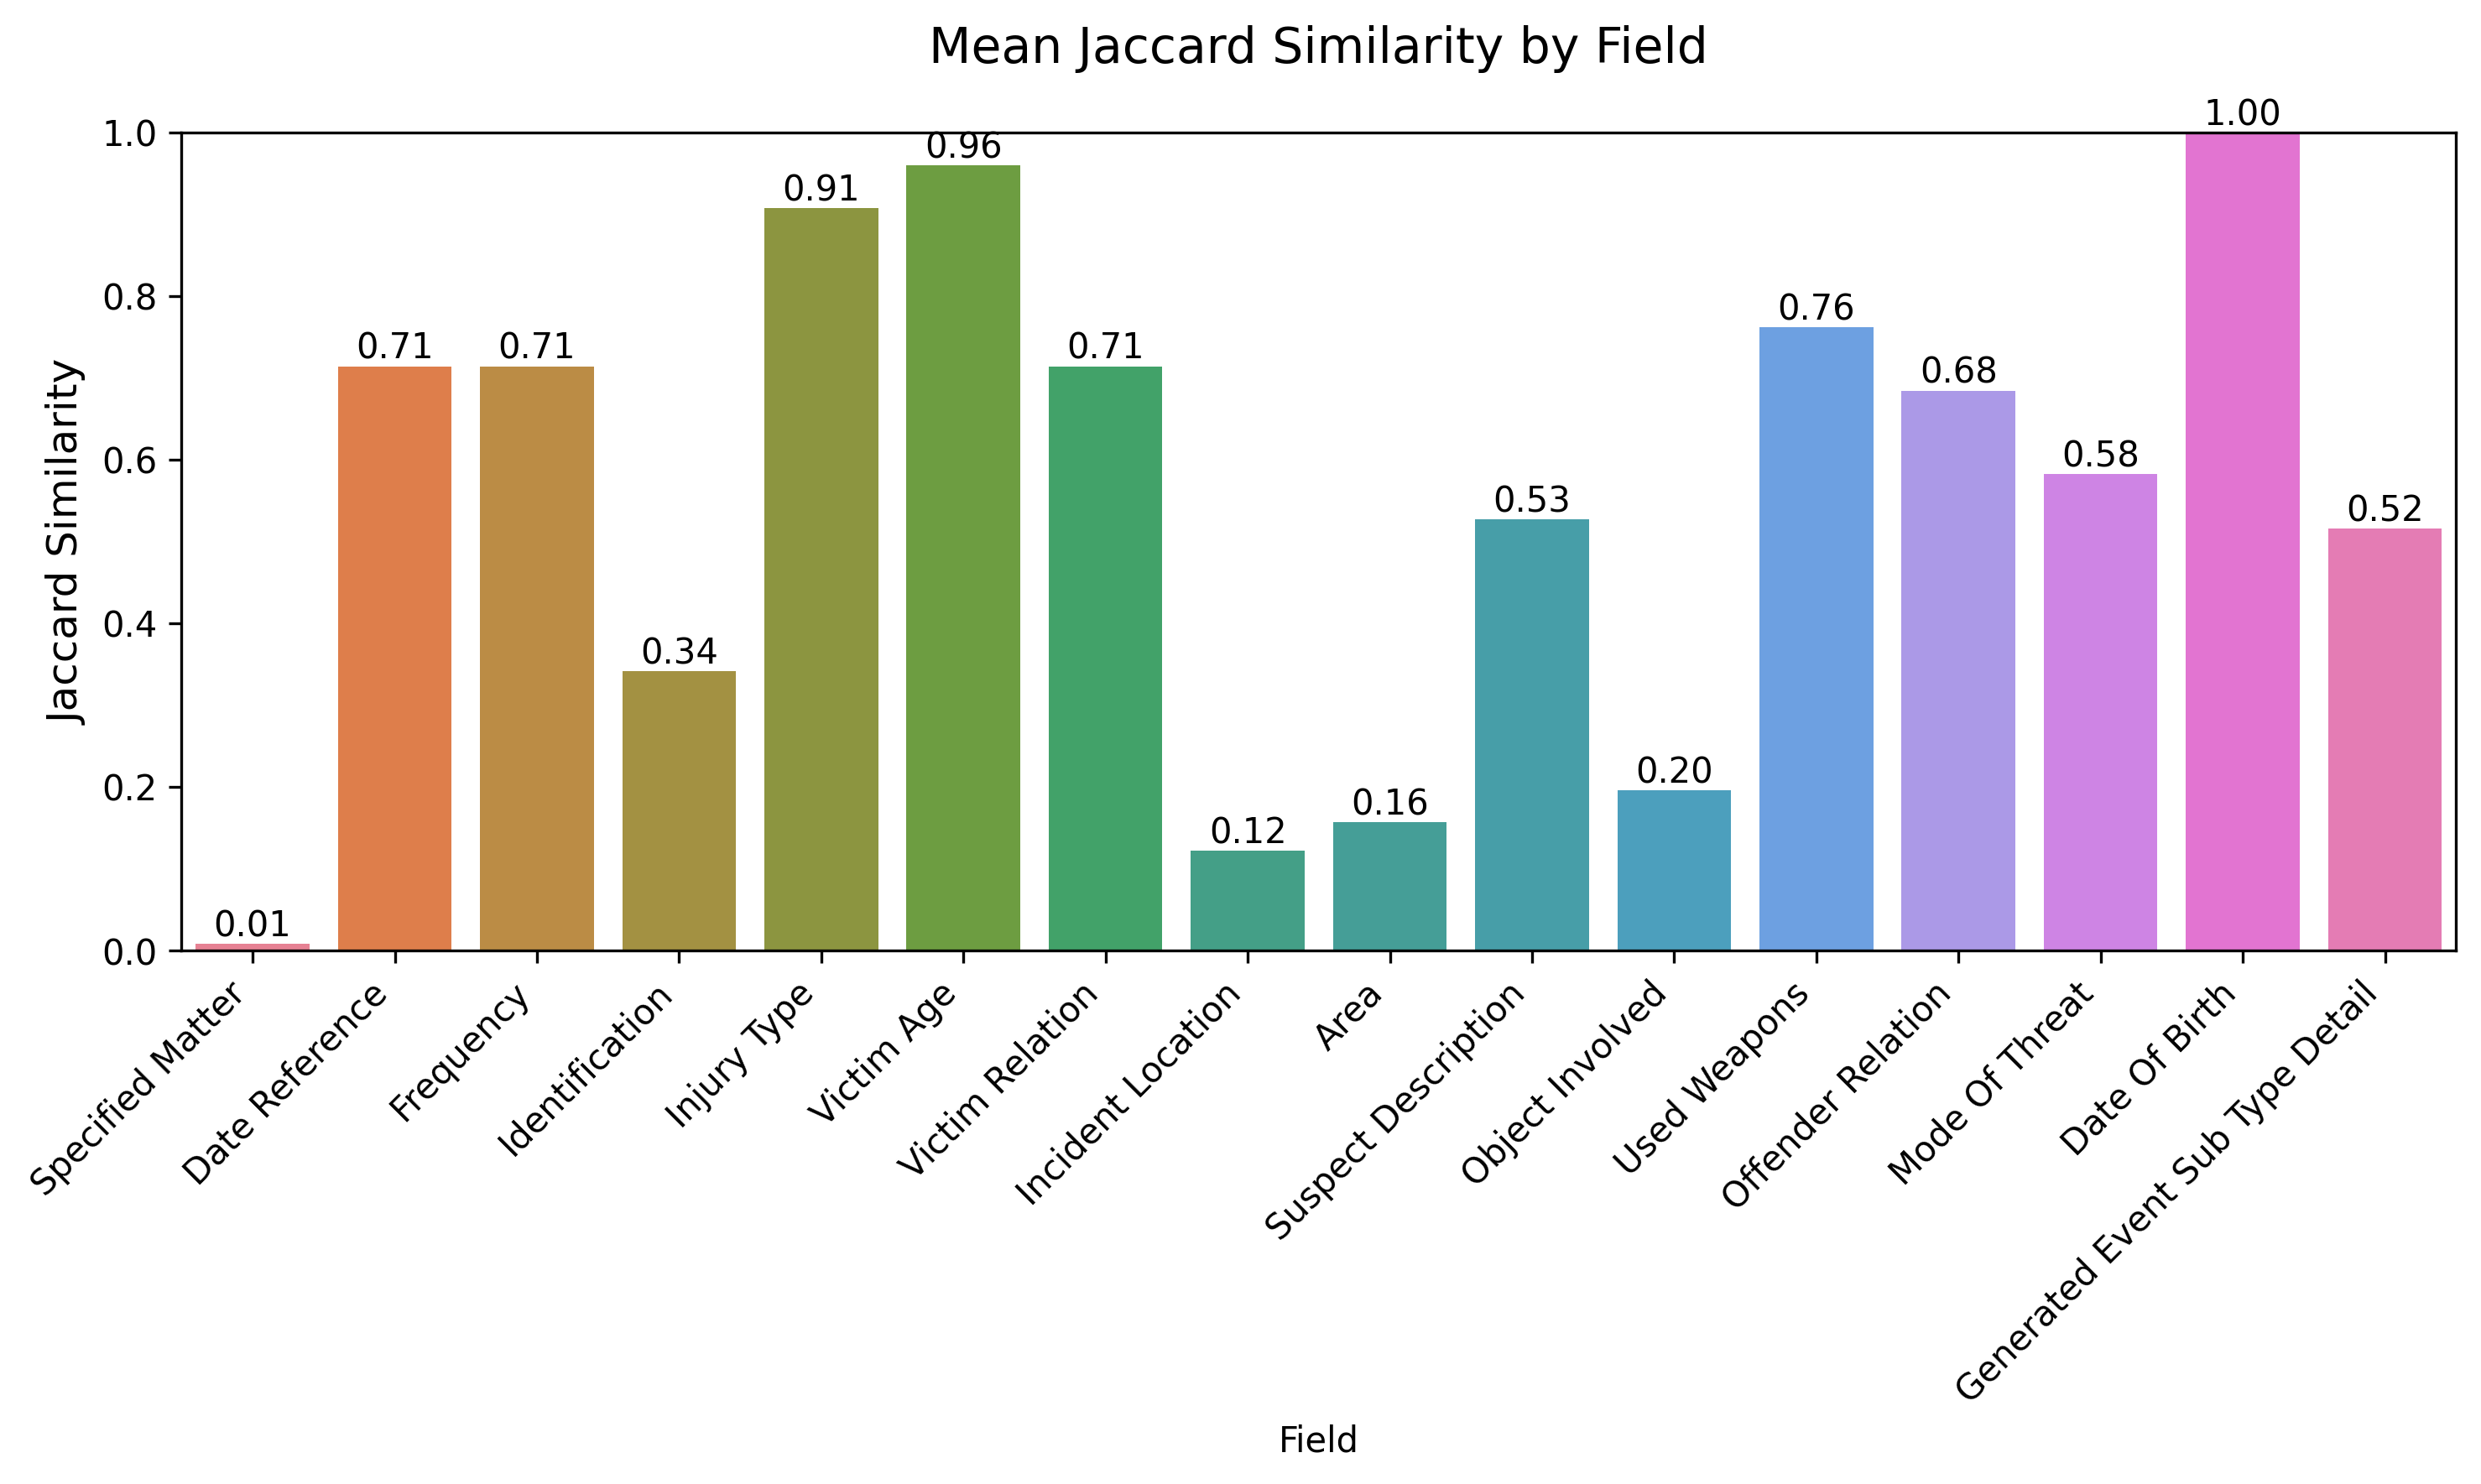 Mean Jaccard Similarity by Field
Jaccard Similarity
1.0
0.8
0.6
0.4
0.2
0.0
0.01
0.71
0.71
0.34
0.91
0.96
0.71
0.12
0.16
0.53
0.20
0.76
0.68
0.58
1.00
0.52
Specified Matter
Date Reference
Frequency
Identification
Injury Type
Victim Age
Victim Relation
Incident Location
Area
Suspect Description
Object Involved
Used Weapons
Offender Relation
Mode Of Threat
Date Of Birth
Generated Event Sub Type Detail
Field